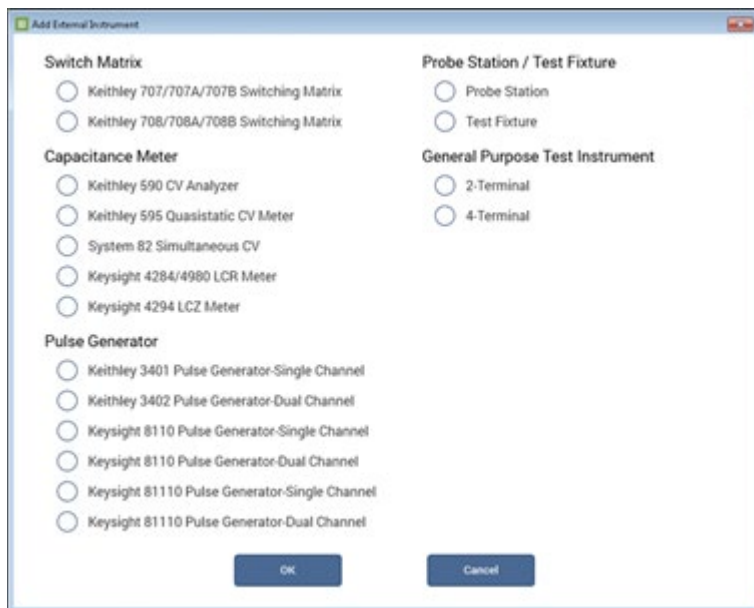 Add External Instrument
Switch Matrix
Keithley 707/707A/707B Switching Matrix
Keithley 708/708A/708B Switching Matrix
Capacitance Meter
Keithley 590 CV Analyzer
Keithley 595 Quasistatic CV Meter
System 82 Simultaneous CV
Keysight 4284/4980 LCR Meter
Keysight 4294 LCZ Meter
Pulse Generator
Keithley 3401 Pulse Generator-Single Channel
Keithley 3402 Pulse Generator-Dual Channel
Keysight 8110 Pulse Generator-Single Channel
Keysight 8110 Pulse Generator-Dual Channel
Keysight 81110 Pulse Generator-Single Channel
Keysight 81110 Pulse Generator-Dual Channel
Probe Station / Test Fixture
Probe Station
Test Fixture
General Purpose Test Instrument
2-Terminal
4-Terminal
OK
Cancel